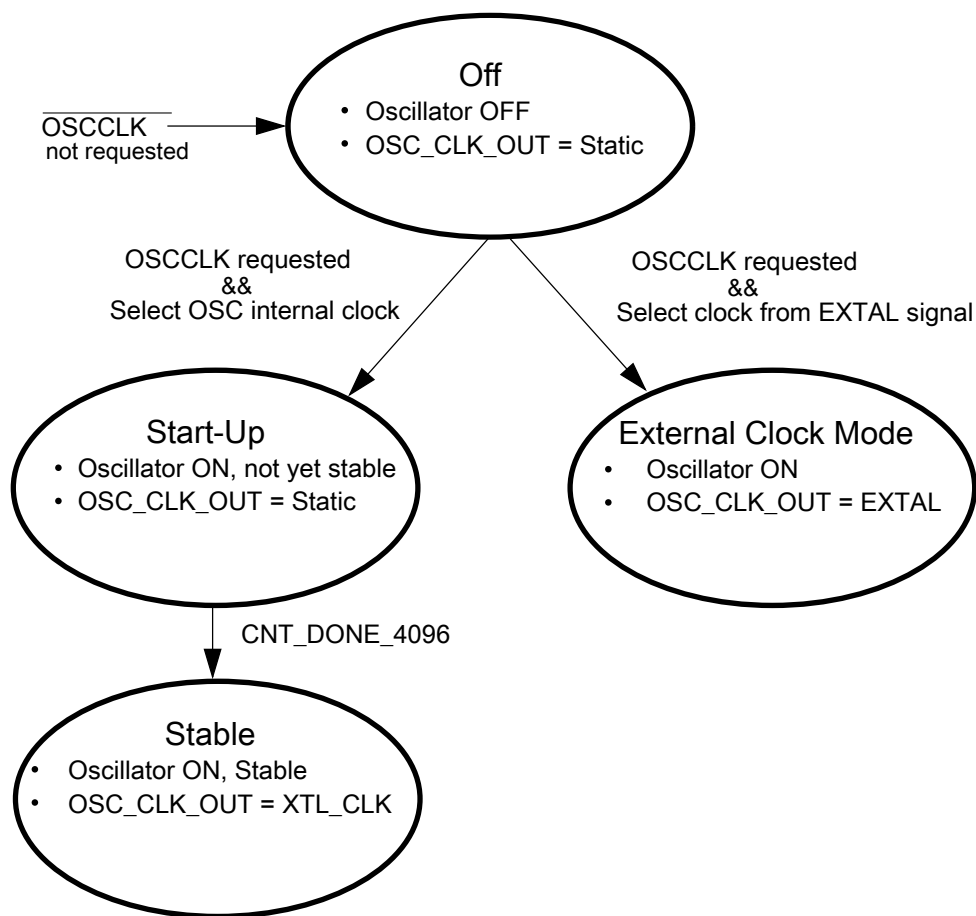 Off
• Oscillator OFF
• OSC_CLK_OUT = Static
OSCCLK
not requested
OSCCLK requested
&&
Select OSC internal clock
OSCCLK requested
&&
Select clock from EXTAL signal
Start-Up
• Oscillator ON, not yet stable
• OSC_CLK_OUT = Static
External Clock Mode
• Oscillator ON
• OSC_CLK_OUT = EXTAL
CNT_DONE_4096
Stable
• Oscillator ON, Stable
• OSC_CLK_OUT = XTL_CLK